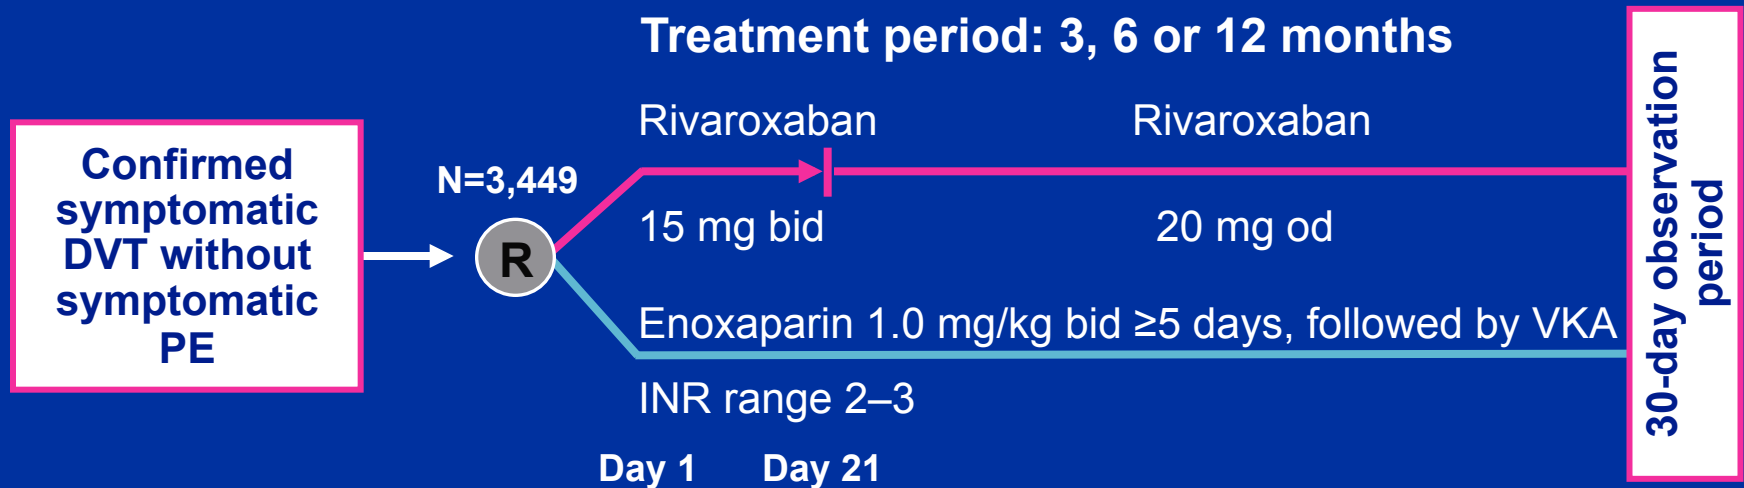 Treatment period: 3, 6 or 12 months
Confirmed
symptomatic
DVT without
symptomatic
PE
N=3,449
R
Rivaroxaban
Rivaroxaban
15 mg bid
20 mg od
Enoxaparin 1.0 mg/kg bid ≥5 days, followed by VKA
INR range 2–3
Day 1
Day 21
30-day observation
period